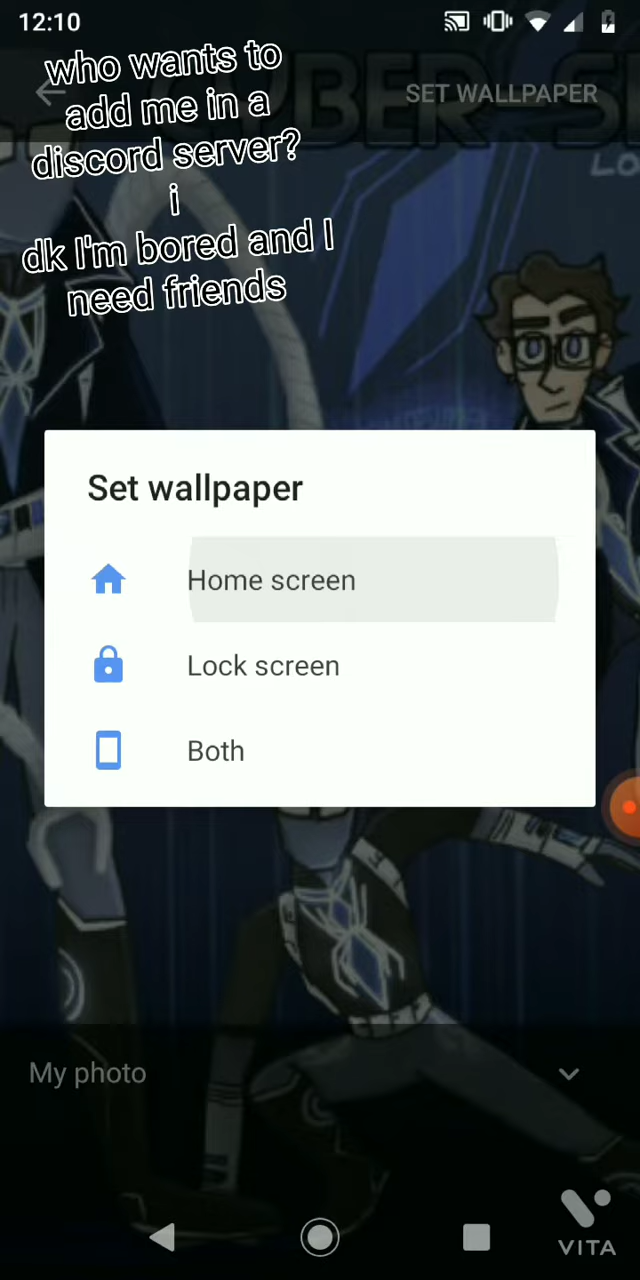 12:10
who wants to
add me in a
discord server?
i
dk I'm bored and I
need friends
SET WALLPAPER
LO
Set wallpaper
Home screen
Lock screen
Both
My photo
VITA